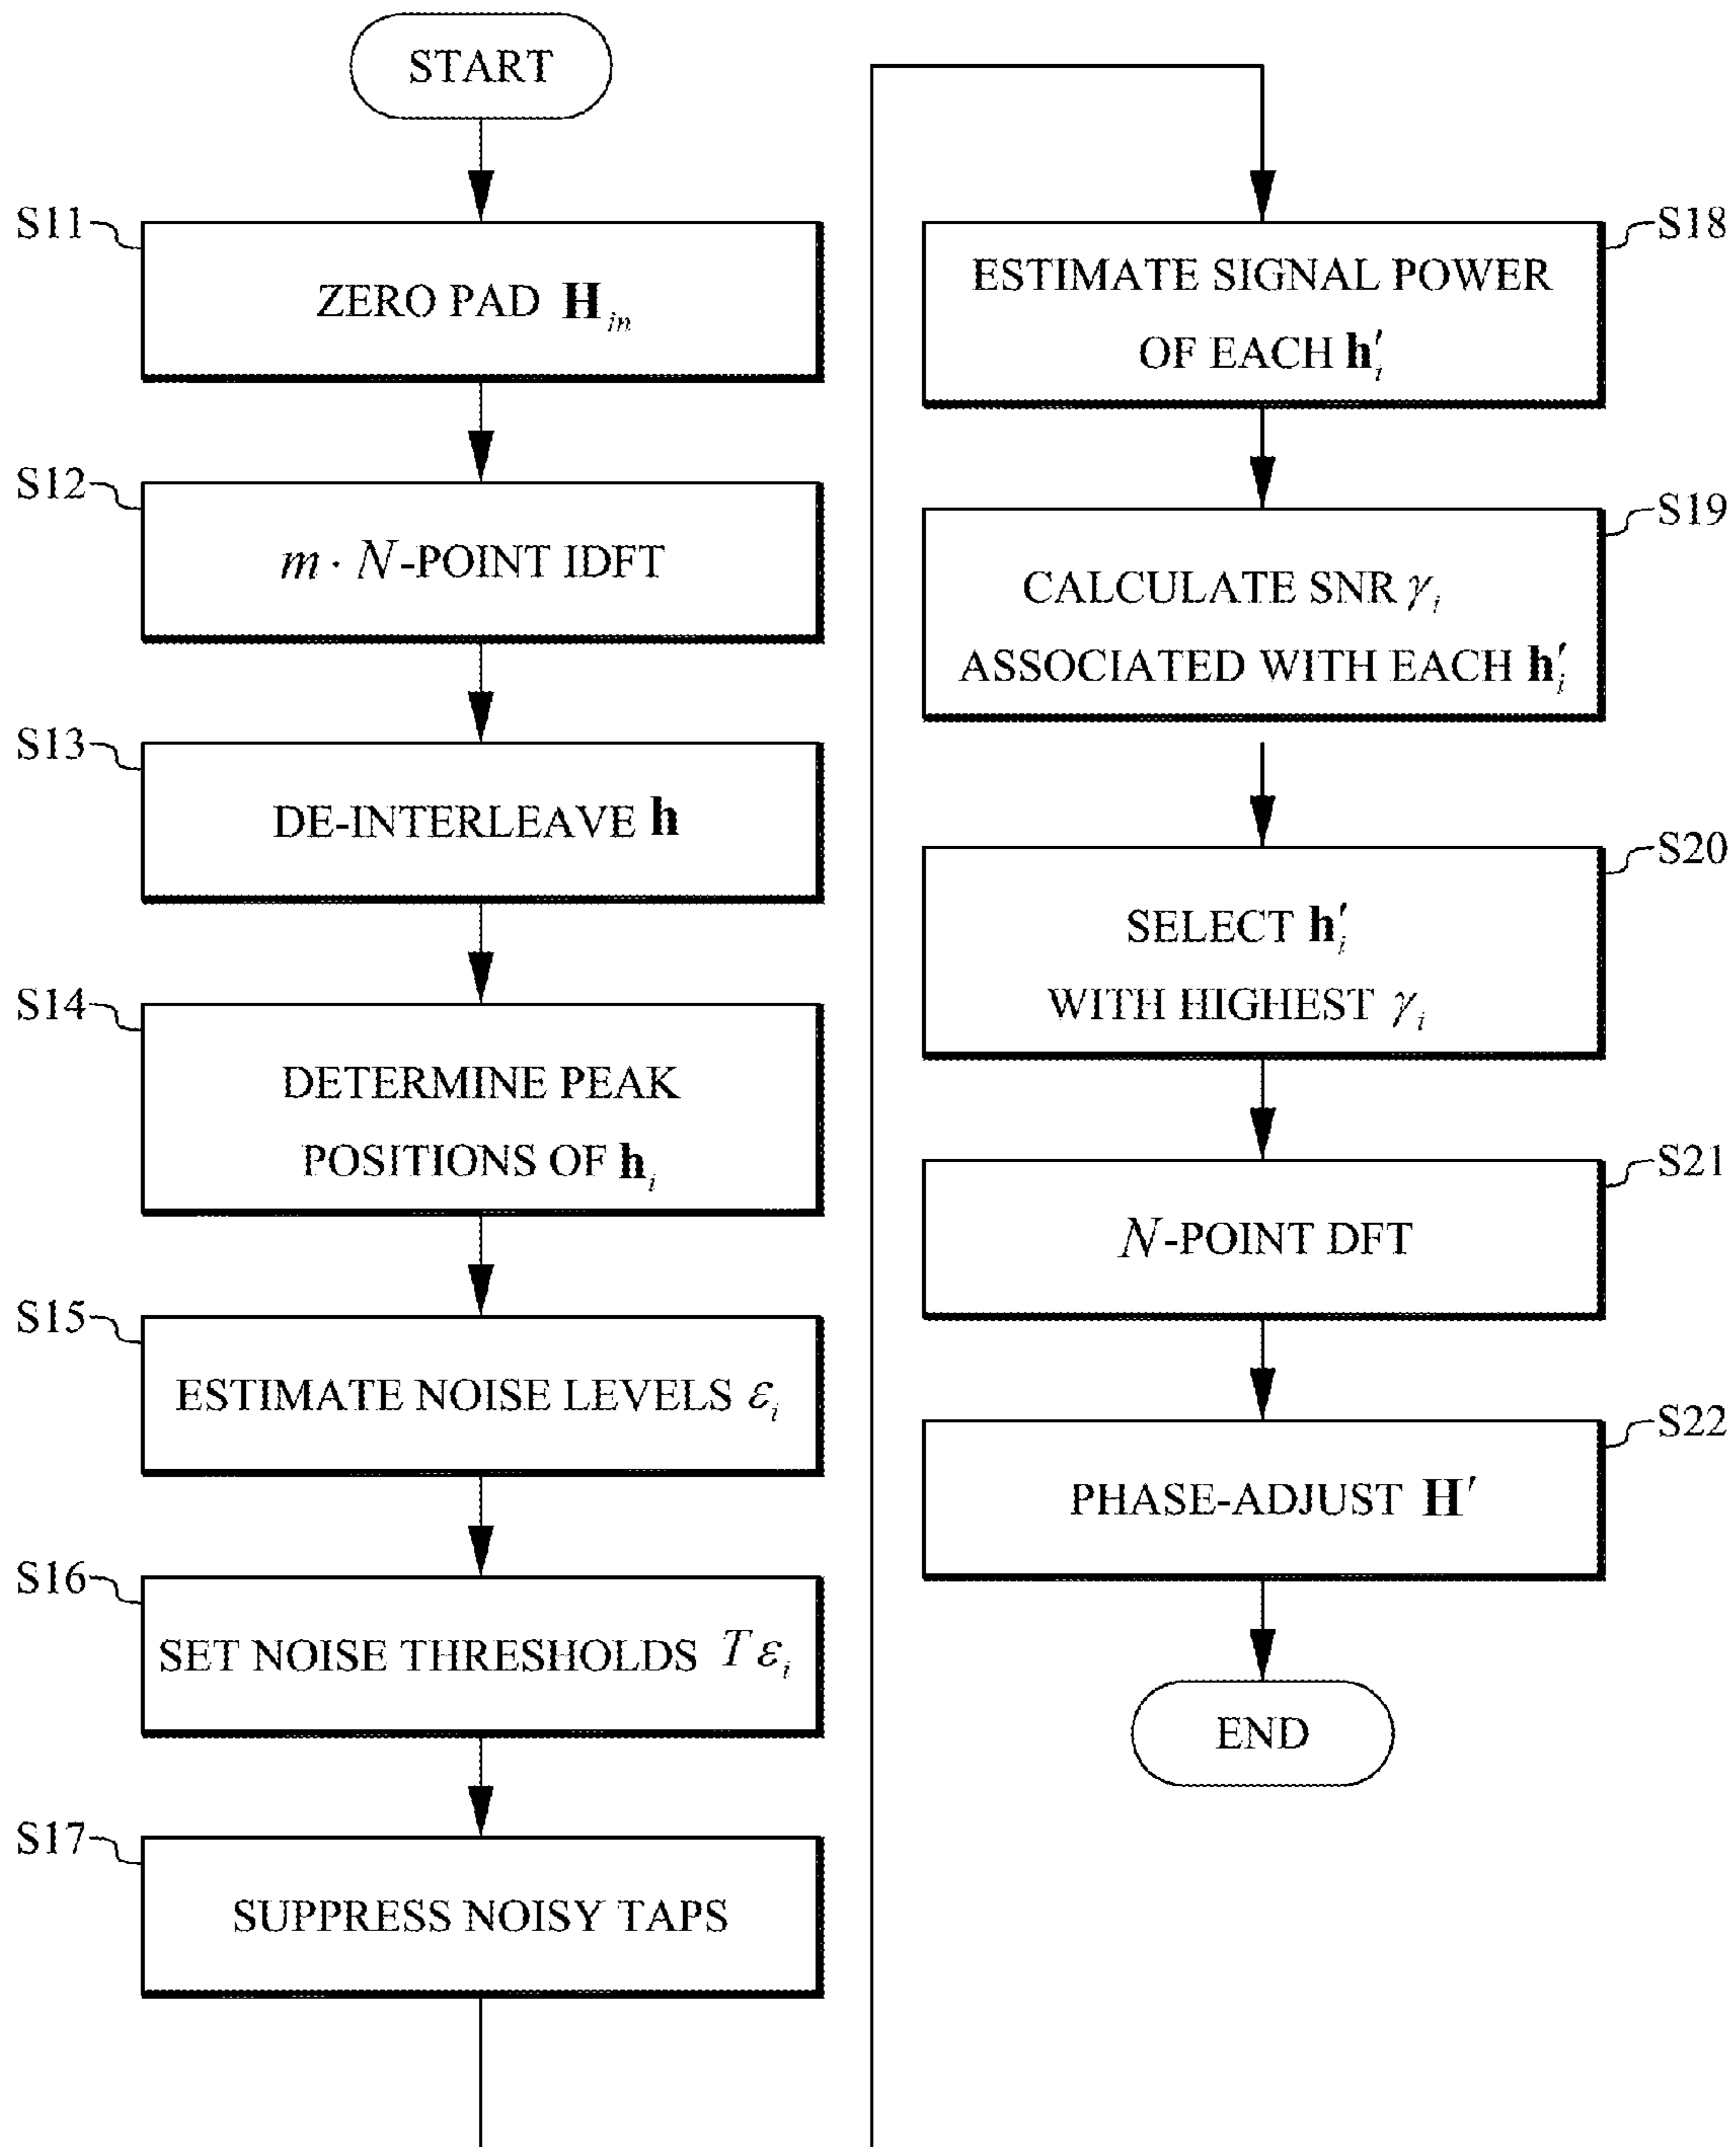 START
S11
ZERO PAD H_in
S12
m · N-POINT IDFT
S13
DE-INTERLEAVE h
S14
DETERMINE PEAK
POSITIONS OF h_i
S15
ESTIMATE NOISE LEVELS ε_i
S16
SET NOISE THRESHOLDS T ε_i
S17
SUPPRESS NOISY TAPS
S18
ESTIMATE SIGNAL POWER
OF EACH h′_i
S19
CALCULATE SNR γ_i
ASSOCIATED WITH EACH h′_i
S20
SELECT h′_i
WITH HIGHEST γ_i
S21
N-POINT DFT
S22
PHASE-ADJUST H′
END